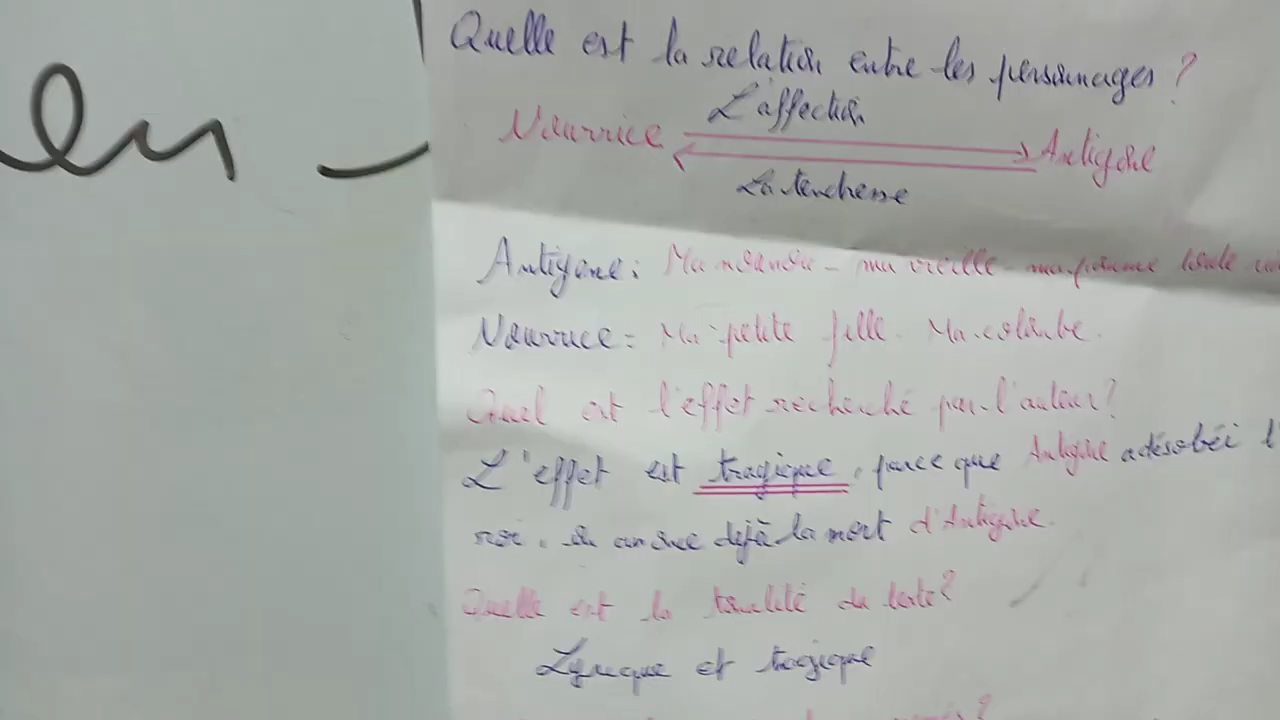 en
Quelle est la relation entre les personnages ?
L'affection
Nourrice Antigone
La tendresse
Antigone : Ma nounou - ma vieille - ma pomme toute
Nourrice = Ma petite fille. Ma colombe.
Quel est l'effet recherché par l'auteur ?
L'effet est tragique, parce que Antigone a désobéi
roi, on annonce déjà la mort d'Antigone.
Quelle est la tonalité du texte ?
Lyrique et tragique